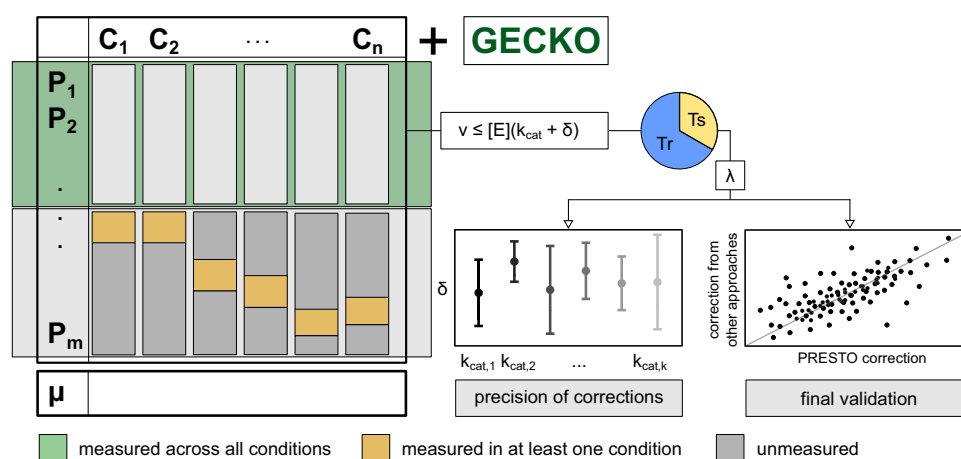 C1 C2 ... Cn + GECKO
P1
P2
.
.
.
Pm
μ
v ≤ [E](kcat + δ)
Ts
Tr
λ
δ
kcat,1 kcat,2 ... kcat,k
precision of corrections
correction from
other approaches
PRESTO correction
final validation
measured across all conditions measured in at least one condition unmeasured